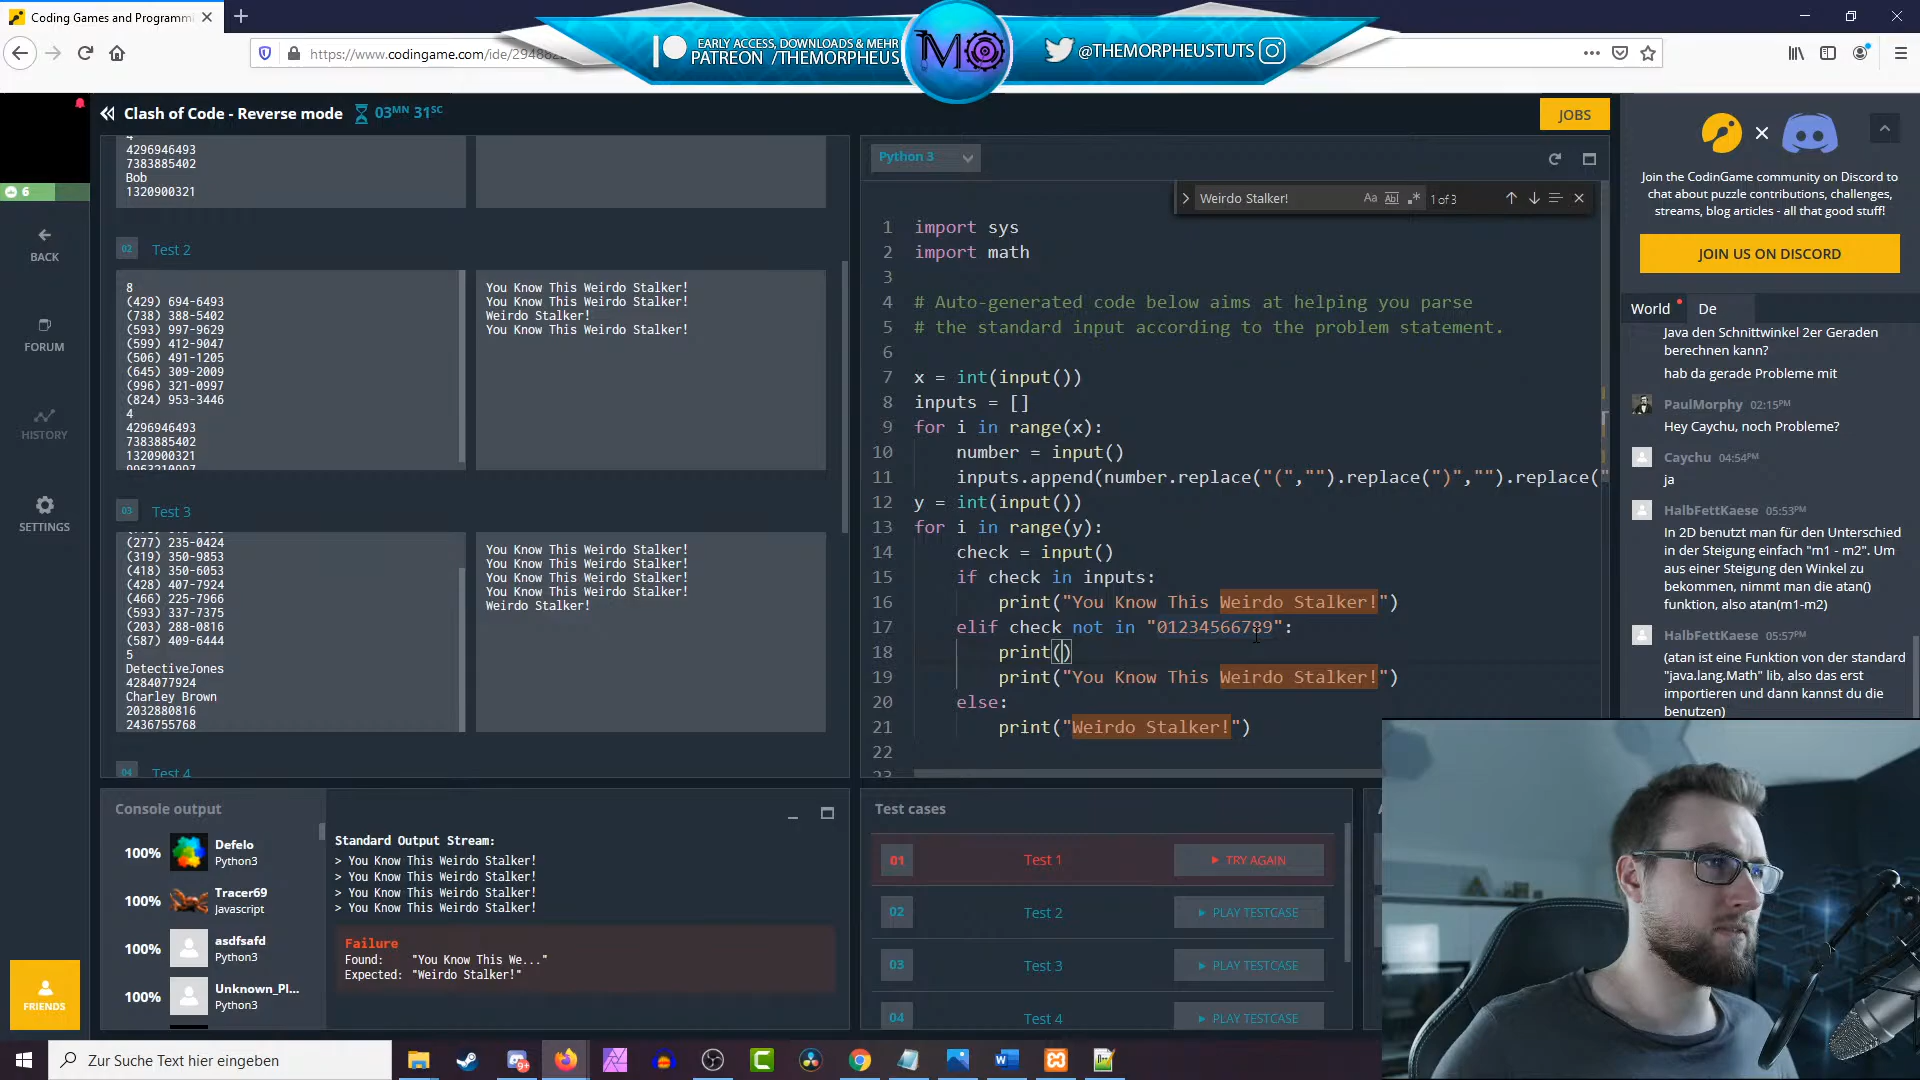 Coding Games and Programmi
EARLY ACCESS, DOWNLOADS & MEHR
PATREON /THEMORPHEUS
MO
@THEMORPHEUSTUTS
https://www.codingame.com/ide/29488
Clash of Code - Reverse mode
03MN 31SC
JOBS
6
BACK
FORUM
HISTORY
SETTINGS
FRIENDS
4
4296946493
7383885402
Bob
1320900321
02 Test 2
8
(429) 694-6493
(738) 388-5402
(593) 997-9629
(599) 412-9047
(506) 491-1205
(645) 309-2009
(996) 321-0997
(824) 953-3446
4
4296946493
7383885402
1320900321
9963210997
You Know This Weirdo Stalker!
You Know This Weirdo Stalker!
Weirdo Stalker!
You Know This Weirdo Stalker!
03 Test 3
(277) 235-0424
(319) 350-9853
(418) 350-6053
(428) 407-7924
(466) 225-7966
(593) 337-7375
(203) 288-0816
(587) 409-6444
5
DetectiveJones
4284077924
Charley Brown
2032880816
2436755768
You Know This Weirdo Stalker!
You Know This Weirdo Stalker!
You Know This Weirdo Stalker!
You Know This Weirdo Stalker!
Weirdo Stalker!
04 Test 4
Python 3
Weirdo Stalker!
Aa Abl .* 1 of 3
1 import sys
2 import math
3
4 # Auto-generated code below aims at helping you parse
5 # the standard input according to the problem statement.
6
7 x = int(input())
8 inputs = []
9 for i in range(x):
10 number = input()
11 inputs.append(number.replace("(","").replace(")","").replace("
12 y = int(input())
13 for i in range(y):
14 check = input()
15 if check in inputs:
16 print("You Know This Weirdo Stalker!")
17 elif check not in "01234566789":
18 print()
19 print("You Know This Weirdo Stalker!")
20 else:
21 print("Weirdo Stalker!")
22
23
Console output
100% Defelo
Python3
100% Tracer69
Javascript
100% asdfsafd
Python3
100% Unknown_Pl...
Python3
Standard Output Stream:
> You Know This Weirdo Stalker!
> You Know This Weirdo Stalker!
> You Know This Weirdo Stalker!
> You Know This Weirdo Stalker!
Failure
Found: "You Know This We..."
Expected: "Weirdo Stalker!"
Test cases
01 Test 1 TRY AGAIN
02 Test 2 PLAY TESTCASE
03 Test 3 PLAY TESTCASE
04 Test 4 PLAY TESTCASE
Join the CodinGame community on Discord to
chat about puzzle contributions, challenges,
streams, blog articles - all that good stuff!
JOIN US ON DISCORD
World De
Java den Schnittwinkel 2er Geraden
berechnen kann?
hab da gerade Probleme mit
PaulMorphy 02:15PM
Hey Caychu, noch Probleme?
Caychu 04:54PM
ja
HalbFettKaese 05:53PM
In 2D benutzt man für den Unterschied
in der Steigung einfach "m1 - m2". Um
aus einer Steigung den Winkel zu
bekommen, nimmt man die atan()
funktion, also atan(m1-m2)
HalbFettKaese 05:57PM
(atan ist eine Funktion von der standard
"java.lang.Math" lib, also das erst
importieren und dann kannst du die
benutzen)
Zur Suche Text hier eingeben